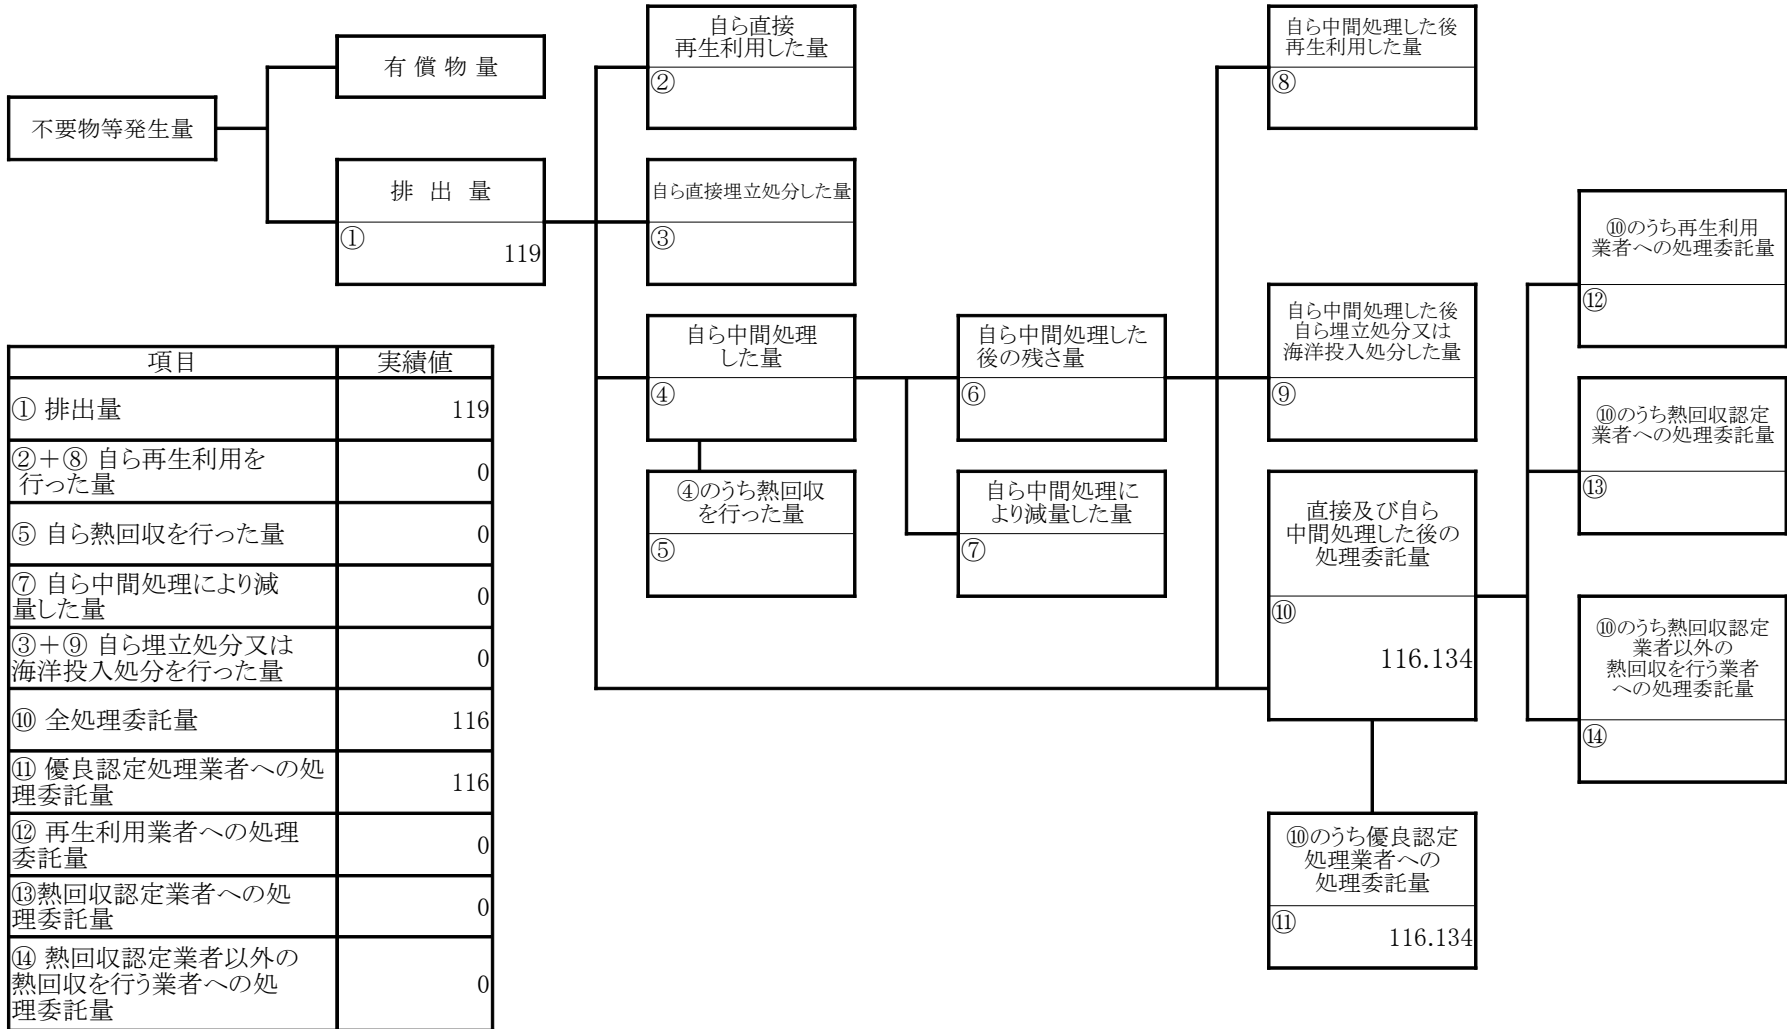 不要物等発生量
有 償 物 量
排 出 量
①
119
自ら直接
再生利用した量
②
自ら直接埋立処分した量
③
自ら中間処理
した量
④
④のうち熱回収
を行った量
⑤
自ら中間処理した
後の残さ量
⑥
自ら中間処理に
より減量した量
⑦
自ら中間処理した後
再生利用した量
⑧
自ら中間処理した後
自ら埋立処分又は
海洋投入処分した量
⑨
直接及び自ら
中間処理した後の
処理委託量
⑩
116.134
⑩のうち優良認定
処理業者への
処理委託量
⑪
116.134
⑩のうち再生利用
業者への処理委託量
⑫
⑩のうち熱回収認定
業者への処理委託量
⑬
⑩のうち熱回収認定
業者以外の
熱回収を行う業者
への処理委託量
⑭
項目 実績値
① 排出量 119
②＋⑧ 自ら再生利用を
行った量 0
⑤ 自ら熱回収を行った量 0
⑦ 自ら中間処理により減
量した量 0
③＋⑨ 自ら埋立処分又は
海洋投入処分を行った量 0
⑩ 全処理委託量 116
⑪ 優良認定処理業者への処
理委託量 116
⑫ 再生利用業者への処理
委託量 0
⑬熱回収認定業者への処
理委託量 0
⑭ 熱回収認定業者以外の
熱回収を行う業者への処
理委託量 0